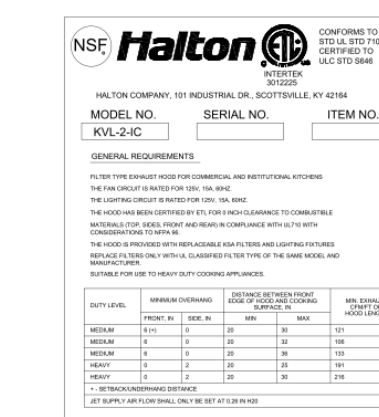 NSF
Halton
ETL
CONFORMS TO
STD UL STD 710
CERTIFIED TO
ULC STD S646
INTERTEK
3012225
HALTON COMPANY, 101 INDUSTRIAL DR., SCOTTSVILLE, KY 42164
MODEL NO. SERIAL NO. ITEM NO.
KVL-2-IC
GENERAL REQUIREMENTS
FILTER TYPE EXHAUST HOOD FOR COMMERCIAL AND INSTITUTIONAL KITCHENS
THE FAN CIRCUIT IS RATED FOR 125V, 15A, 60HZ.
THE LIGHTING CIRCUIT IS RATED FOR 125V, 15A, 60HZ.
THE HOOD HAS BEEN CERTIFIED BY ETL FOR 0 INCH CLEARANCE TO COMBUSTIBLE
MATERIALS (TOP, SIDES, FRONT AND REAR) IN COMPLIANCE WITH UL710 WITH
CONSIDERATIONS TO NFPA 96.
THE HOOD IS PROVIDED WITH REPLACEABLE KSA FILTERS AND LIGHTING FIXTURES
REPLACE FILTERS ONLY WITH UL CLASSIFIED FILTER TYPE OF THE SAME MODEL AND
MANUFACTURER.
SUITABLE FOR USE TO HEAVY DUTY COOKING APPLIANCES.
DUTY LEVEL MINIMUM OVERHANG DISTANCE BETWEEN FRONT EDGE OF HOOD AND COOKING SURFACE, IN MIN. EXHAU CFM/FT O HOOD LENG
FRONT, IN SIDE, IN MIN MAX
MEDIUM 6 (+) 0 20 30 121
MEDIUM 6 0 20 32 106
MEDIUM 6 0 20 36 133
HEAVY 0 2 20 25 191
HEAVY 0 2 20 30 216
+ - SETBACK/UNDERHANG DISTANCE
JET SUPPLY AIR FLOW SHALL ONLY BE SET AT 0.26 IN H20